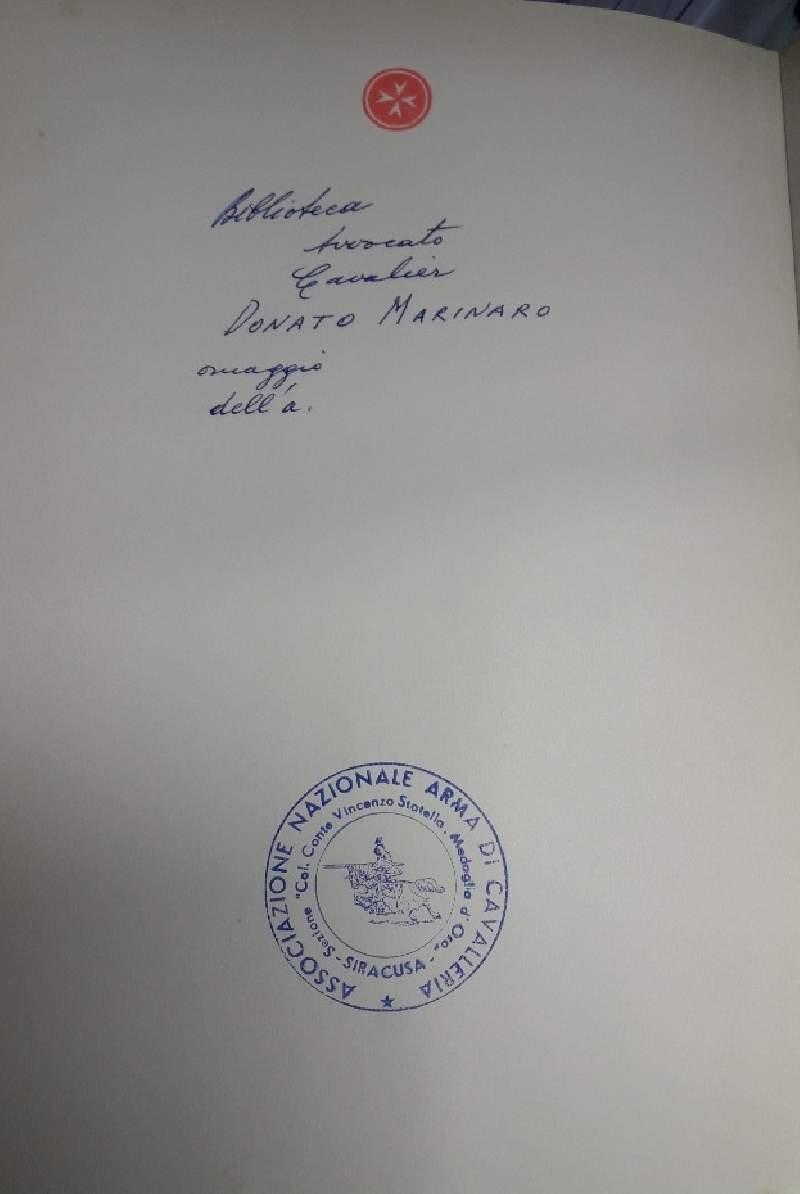 Biblioteca
Avvocato
Cavalier
DONATO MARINARO
omaggio
dell'a.
ASSOCIAZIONE NAZIONALE ARMA DI CAVALLERIA
Sezione "Col. Conte Vincenzo Statella. Medaglia d'Oro"
- SIRACUSA -